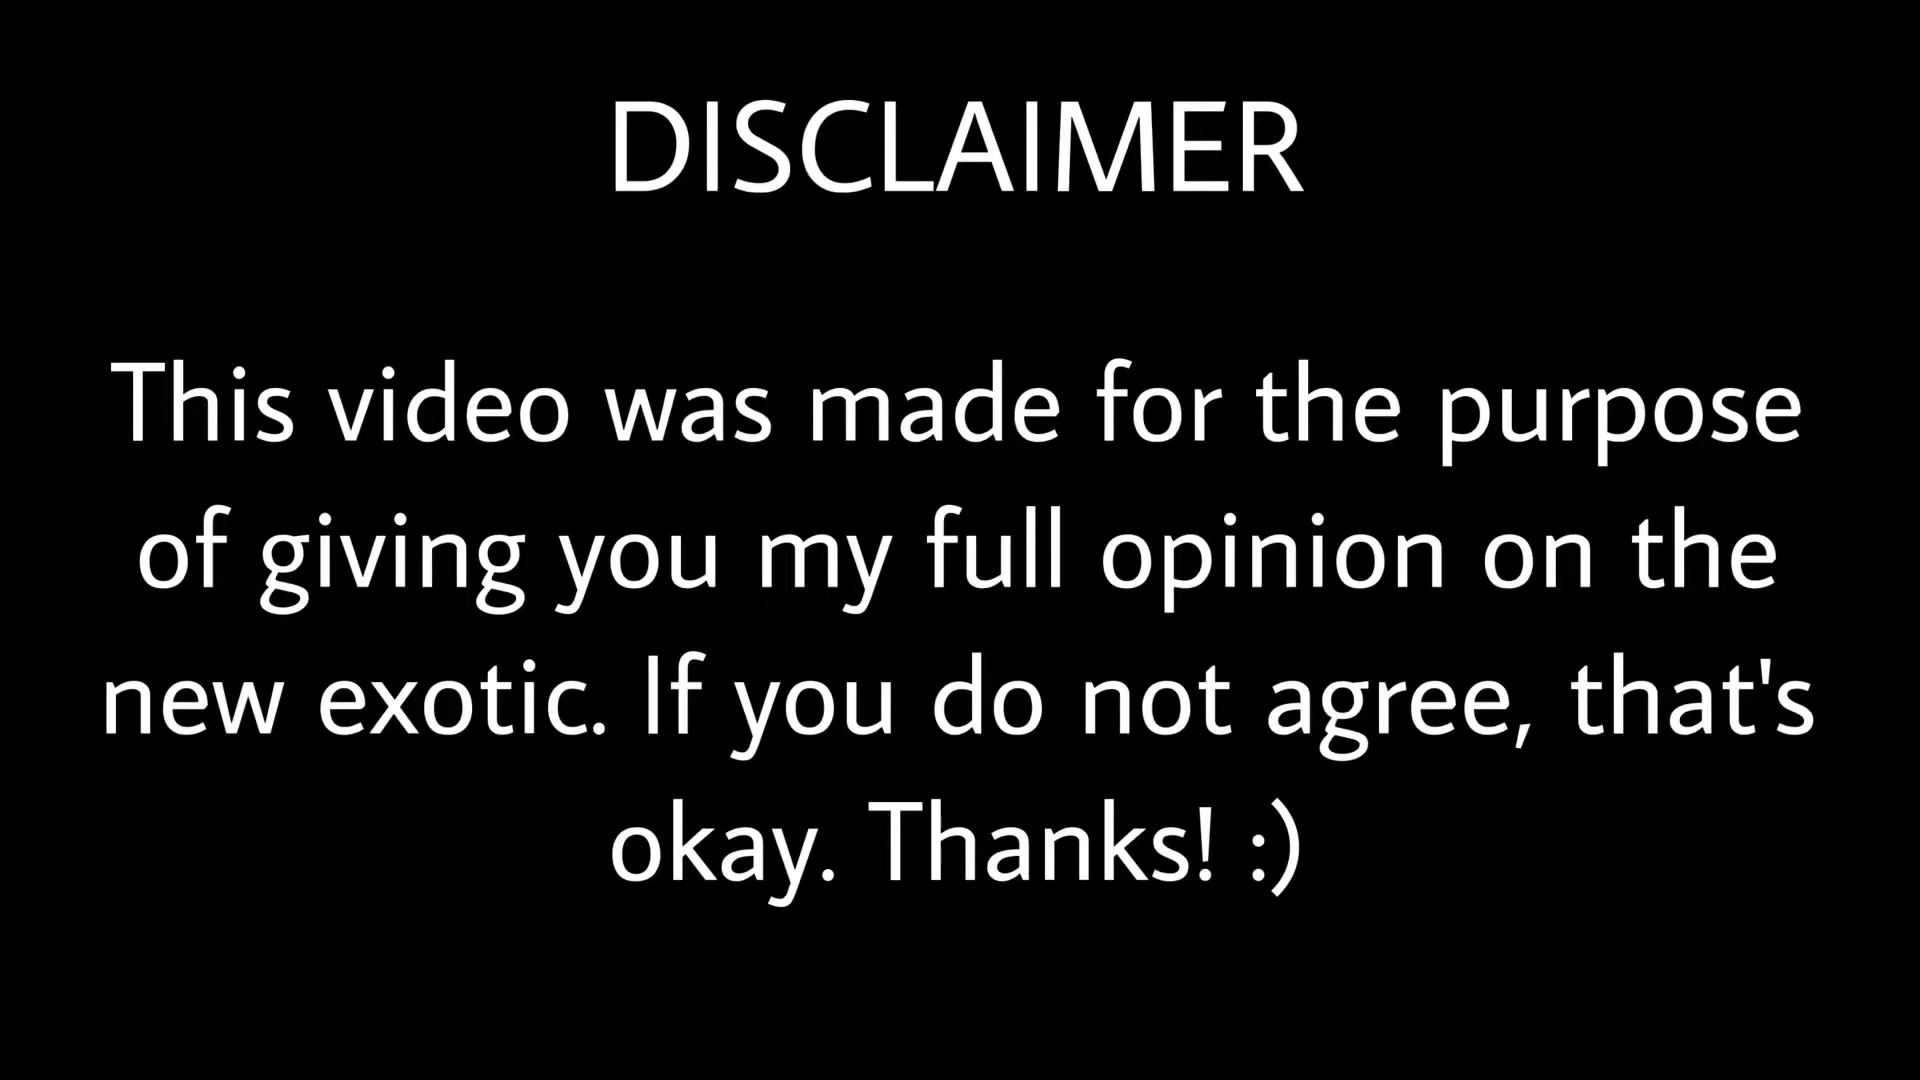 DISCLAIMER
This video was made for the purpose
of giving you my full opinion on the
new exotic. If you do not agree, that's
okay. Thanks! :)